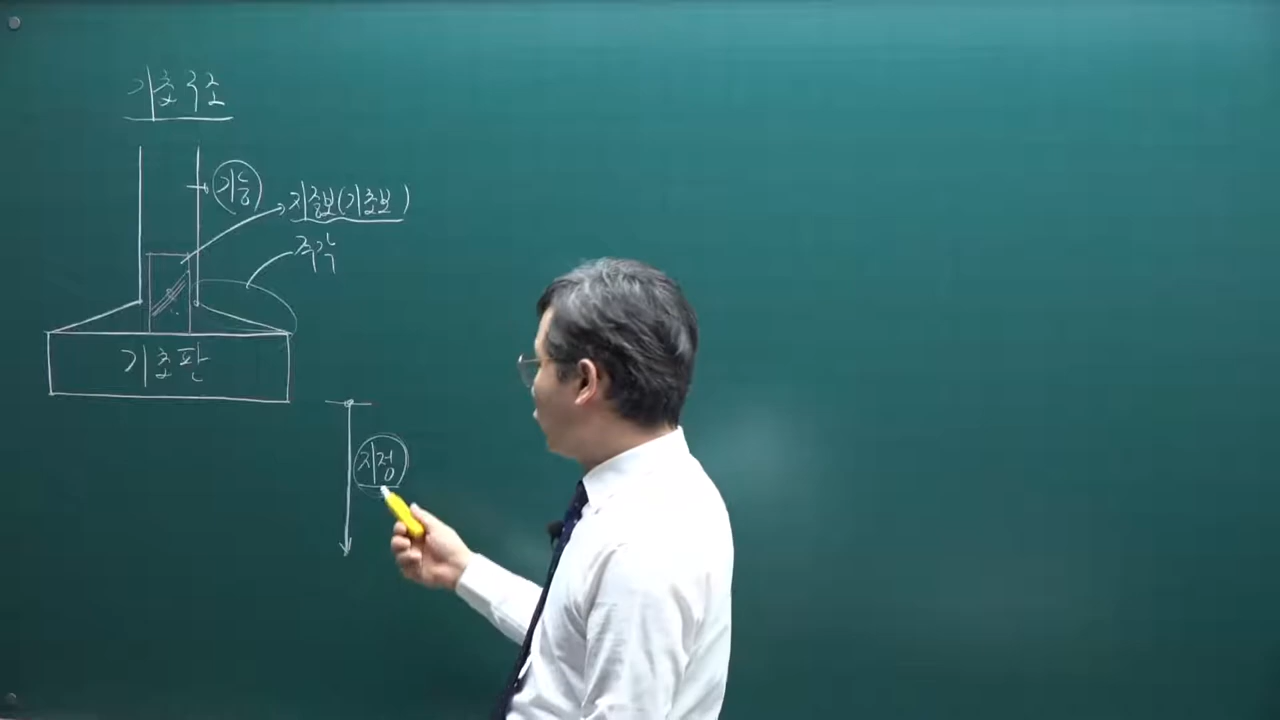 기초구조
기둥
지중보(기초보)
주각
기초판
지정